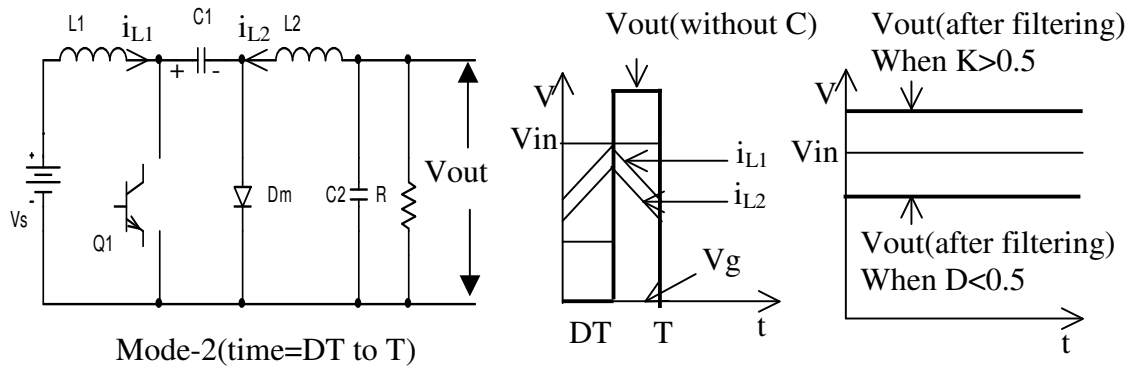 L1
iL1
C1
iL2
L2
+
-
+
-
Vs
Q1
Dm
C2
R
Vout
Mode-2(time=DT to T)
Vout(without C)
V
Vin
iL1
iL2
Vg
DT
T
t
Vout(after filtering)
When K>0.5
V
Vin
Vout(after filtering)
When D<0.5
t